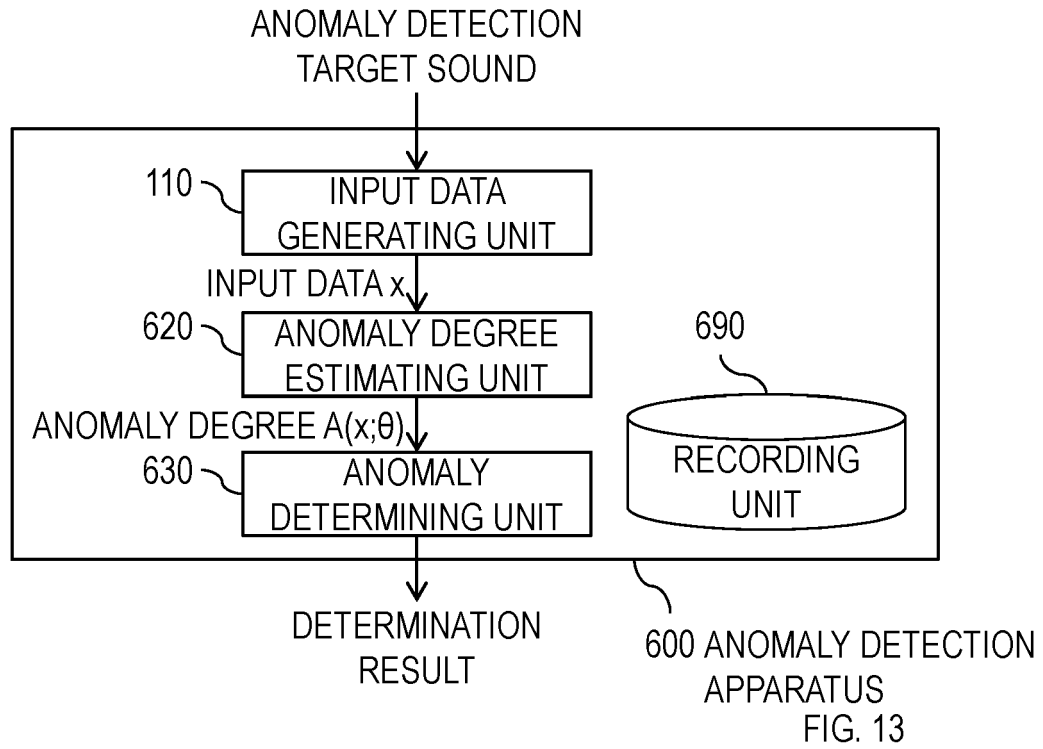 ANOMALY DETECTION
TARGET SOUND
110
INPUT DATA
GENERATING UNIT
INPUT DATA x
620
ANOMALY DEGREE
ESTIMATING UNIT
690
ANOMALY DEGREE A(x;θ)
630
ANOMALY
DETERMINING UNIT
RECORDING
UNIT
DETERMINATION
RESULT
600 ANOMALY DETECTION
APPARATUS
FIG. 13